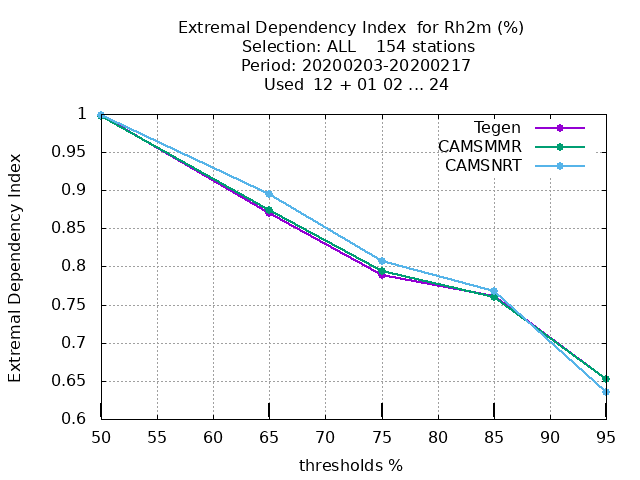 Extremal Dependency Index  for Rh2m (%)
Selection: ALL    154 stations
Period: 20200203-20200217
Used  12 + 01 02 ... 24
Extremal Dependency Index
1
0.95
0.9
0.85
0.8
0.75
0.7
0.65
0.6
Tegen
CAMSMMR
CAMSNRT
50 55 60 65 70 75 80 85 90 95
thresholds %